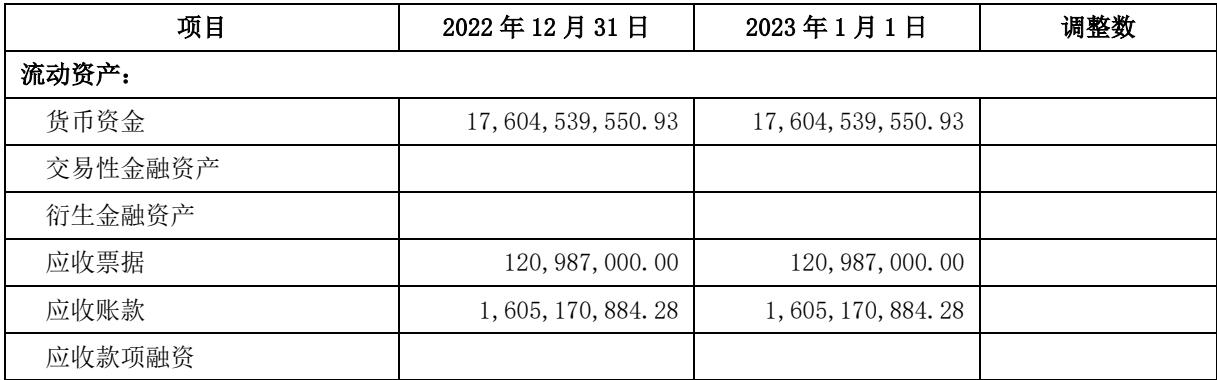 项目 2022 年 12 月 31 日 2023 年 1 月 1 日 调整数
流动资产：
货币资金 17,604,539,550.93 17,604,539,550.93
交易性金融资产
衍生金融资产
应收票据 120,987,000.00 120,987,000.00
应收账款 1,605,170,884.28 1,605,170,884.28
应收款项融资